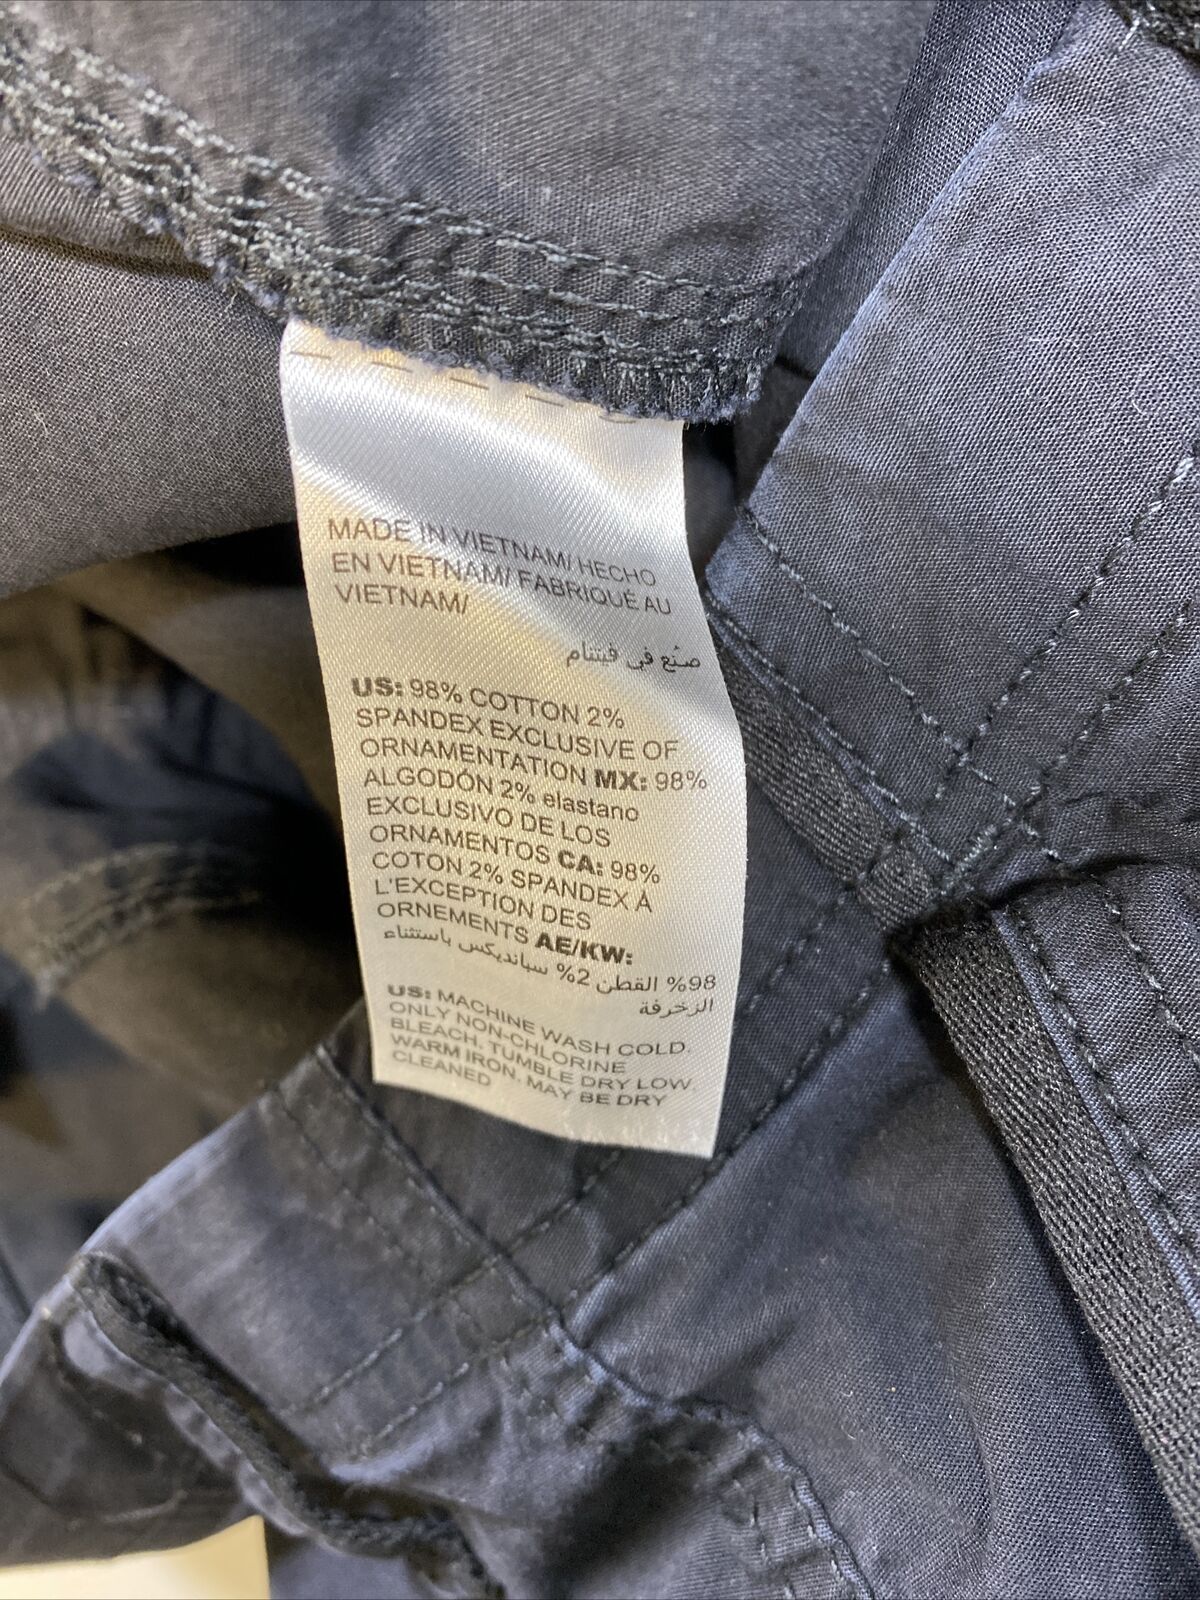 MADE IN VIETNAM/ HECHO
EN VIETNAM/ FABRIQUÉ AU
VIETNAM/
صنّع في فيتنام
US: 98% COTTON 2%
SPANDEX EXCLUSIVE OF
ORNAMENTATION MX: 98%
ALGODÓN 2% elastano
EXCLUSIVO DE LOS
ORNAMENTOS CA: 98%
COTON 2% SPANDEX À
L'EXCEPTION DES
ORNEMENTS AE/KW:
98% القطن 2% سبانديكس باستثناء
الزخرفة
US: MACHINE WASH COLD.
ONLY NON-CHLORINE
BLEACH. TUMBLE DRY LOW.
WARM IRON. MAY BE DRY
CLEANED